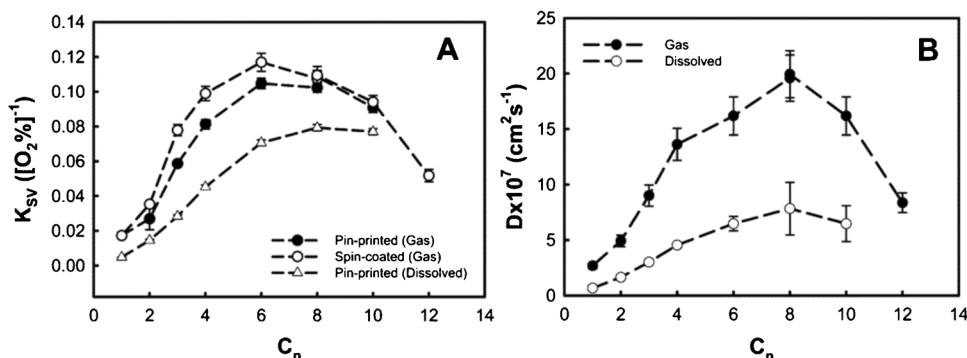 A
K_SV ([O₂%]⁻¹)
0.14
0.12
0.10
0.08
0.06
0.04
0.02
0.00
Pin-printed (Gas)
Spin-coated (Gas)
Pin-printed (Dissolved)
0 2 4 6 8 10 12 14
C_n
B
Dx10⁷ (cm²s⁻¹)
25
20
15
10
5
0
Gas
Dissolved
0 2 4 6 8 10 12 14
C_n